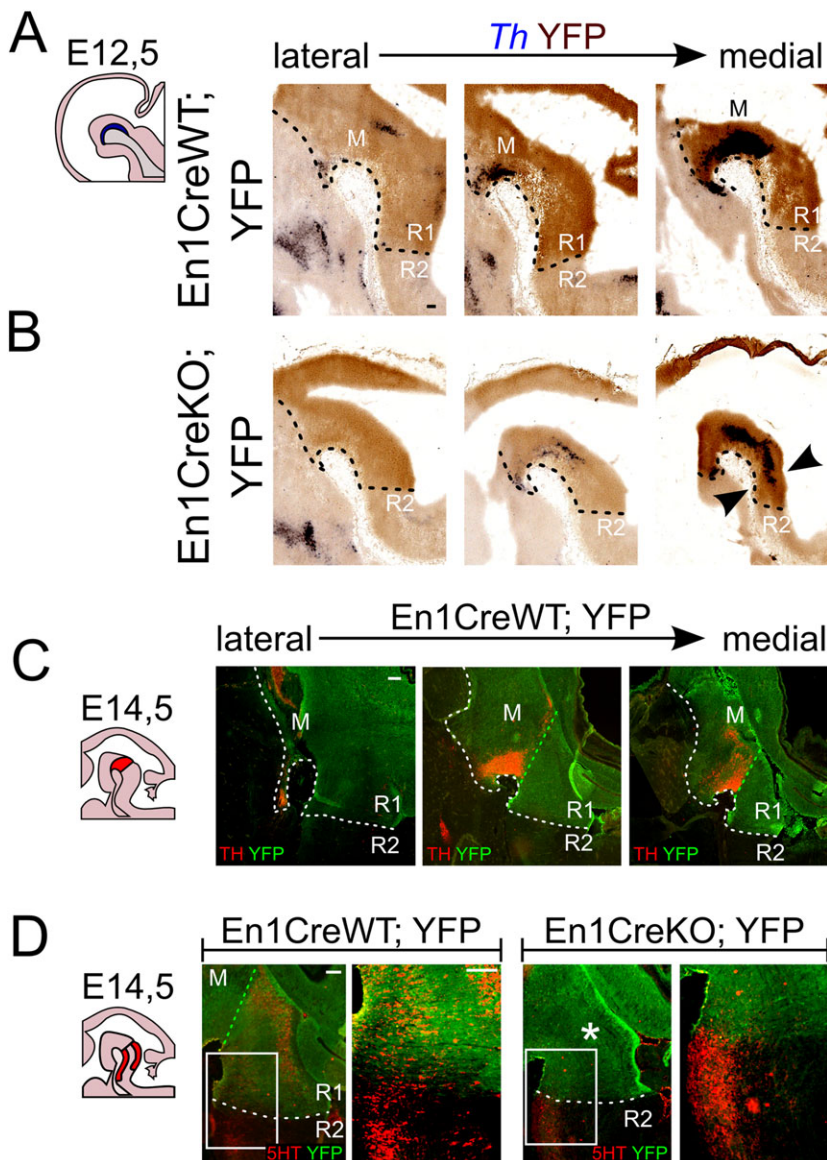 A
E12,5
lateral
Th YFP
medial
En1CreWT;
YFP
M
R1
R2
M
R1
R2
M
R1
R2
B
En1CreKO;
YFP
R2
R2
R2
C
E14,5
En1CreWT; YFP
lateral
medial
M
R1
R2
TH YFP
M
R1
R2
TH YFP
M
R1
R2
TH YFP
D
E14,5
En1CreWT; YFP
En1CreKO; YFP
M
R1
R2
5HT YFP
*
R2
5HT YFP